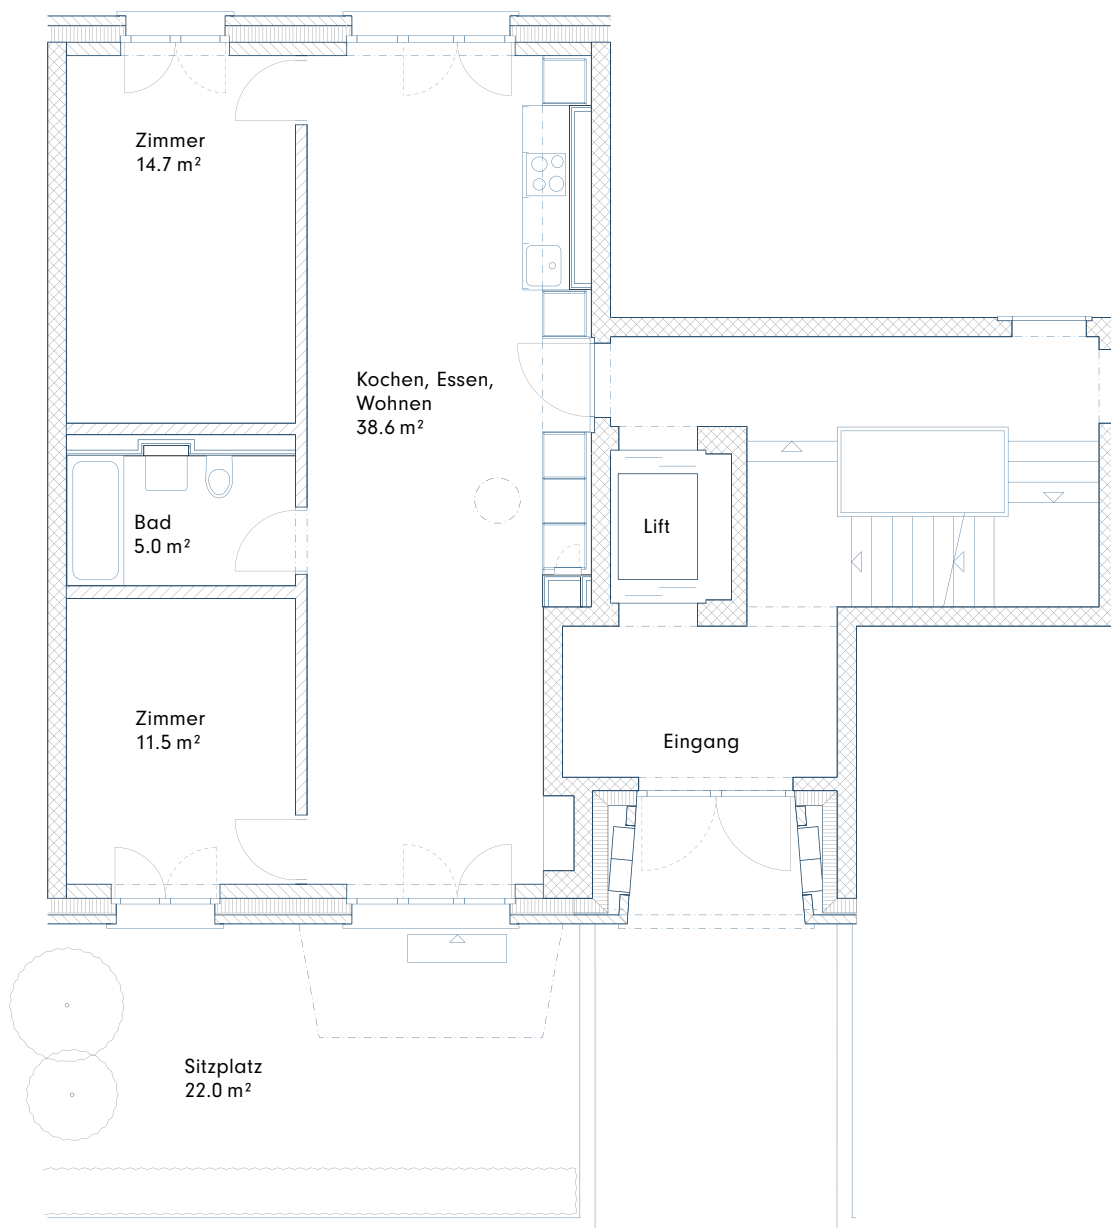 Zimmer
14.7 m²
Kochen, Essen,
Wohnen
38.6 m²
Bad
5.0 m²
Lift
Zimmer
11.5 m²
Eingang
Sitzplatz
22.0 m²